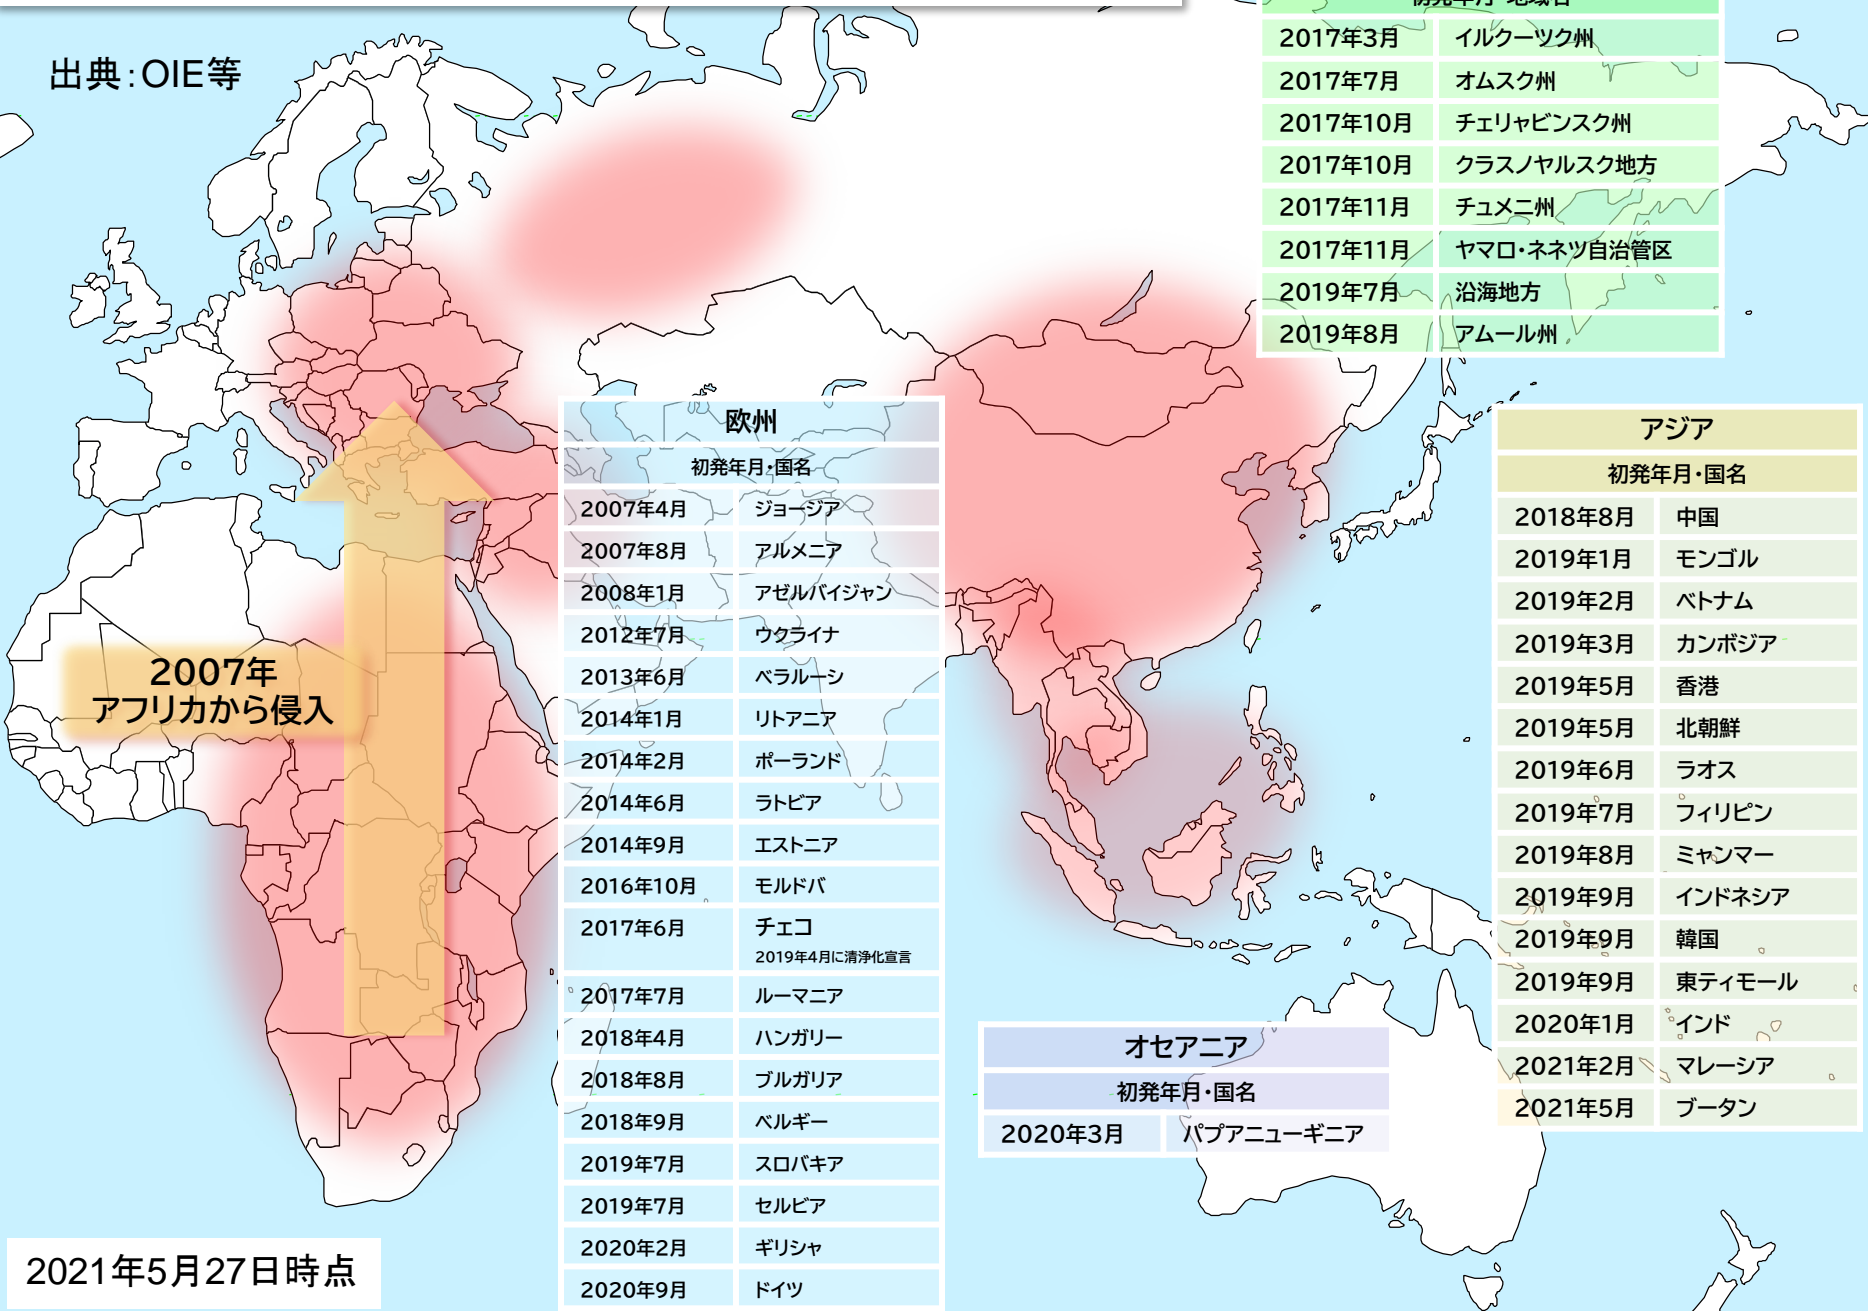 出典：OIE等
初発年月・地域名
2017年3月 イルクーツク州
2017年7月 オムスク州
2017年10月 チェリャビンスク州
2017年10月 クラスノヤルスク地方
2017年11月 チュメニ州
2017年11月 ヤマロ・ネネツ自治管区
2019年7月 沿海地方
2019年8月 アムール州
欧州
初発年月・国名
2007年4月 ジョージア
2007年8月 アルメニア
2008年1月 アゼルバイジャン
2012年7月 ウクライナ
2013年6月 ベラルーシ
2014年1月 リトアニア
2014年2月 ポーランド
2014年6月 ラトビア
2014年9月 エストニア
2016年10月 モルドバ
2017年6月 チェコ
2019年4月に清浄化宣言
2017年7月 ルーマニア
2018年4月 ハンガリー
2018年8月 ブルガリア
2018年9月 ベルギー
2019年7月 スロバキア
2019年7月 セルビア
2020年2月 ギリシャ
2020年9月 ドイツ
アジア
初発年月・国名
2018年8月 中国
2019年1月 モンゴル
2019年2月 ベトナム
2019年3月 カンボジア
2019年5月 香港
2019年5月 北朝鮮
2019年6月 ラオス
2019年7月 フィリピン
2019年8月 ミャンマー
2019年9月 インドネシア
2019年9月 韓国
2019年9月 東ティモール
2020年1月 インド
2021年2月 マレーシア
2021年5月 ブータン
2007年
アフリカから侵入
オセアニア
初発年月・国名
2020年3月 パプアニューギニア
2021年5月27日時点